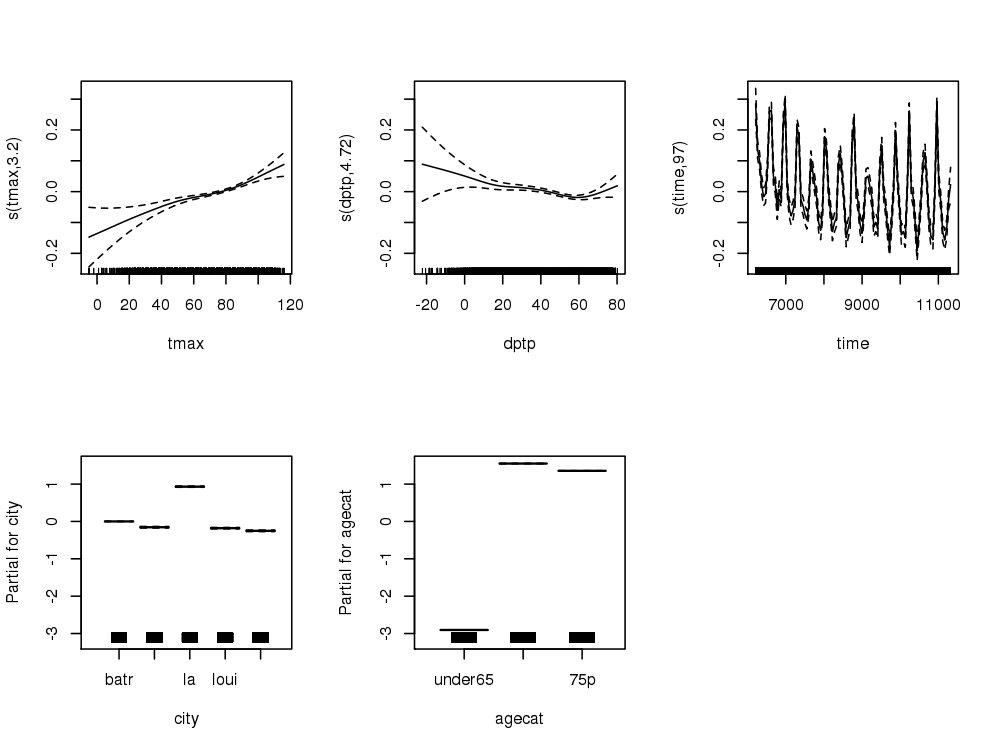 s(tmax,3.2)
-0.2 0.0 0.2
0 20 40 60 80 120
tmax
s(dptp,4.72)
-0.2 0.0 0.2
-20 0 20 40 60 80
dptp
s(time,97)
-0.2 0.0 0.2
7000 9000 11000
time
Partial for city
-3 -2 -1 0 1
batr la loui
city
Partial for agecat
-3 -2 -1 0 1
under65 75p
agecat